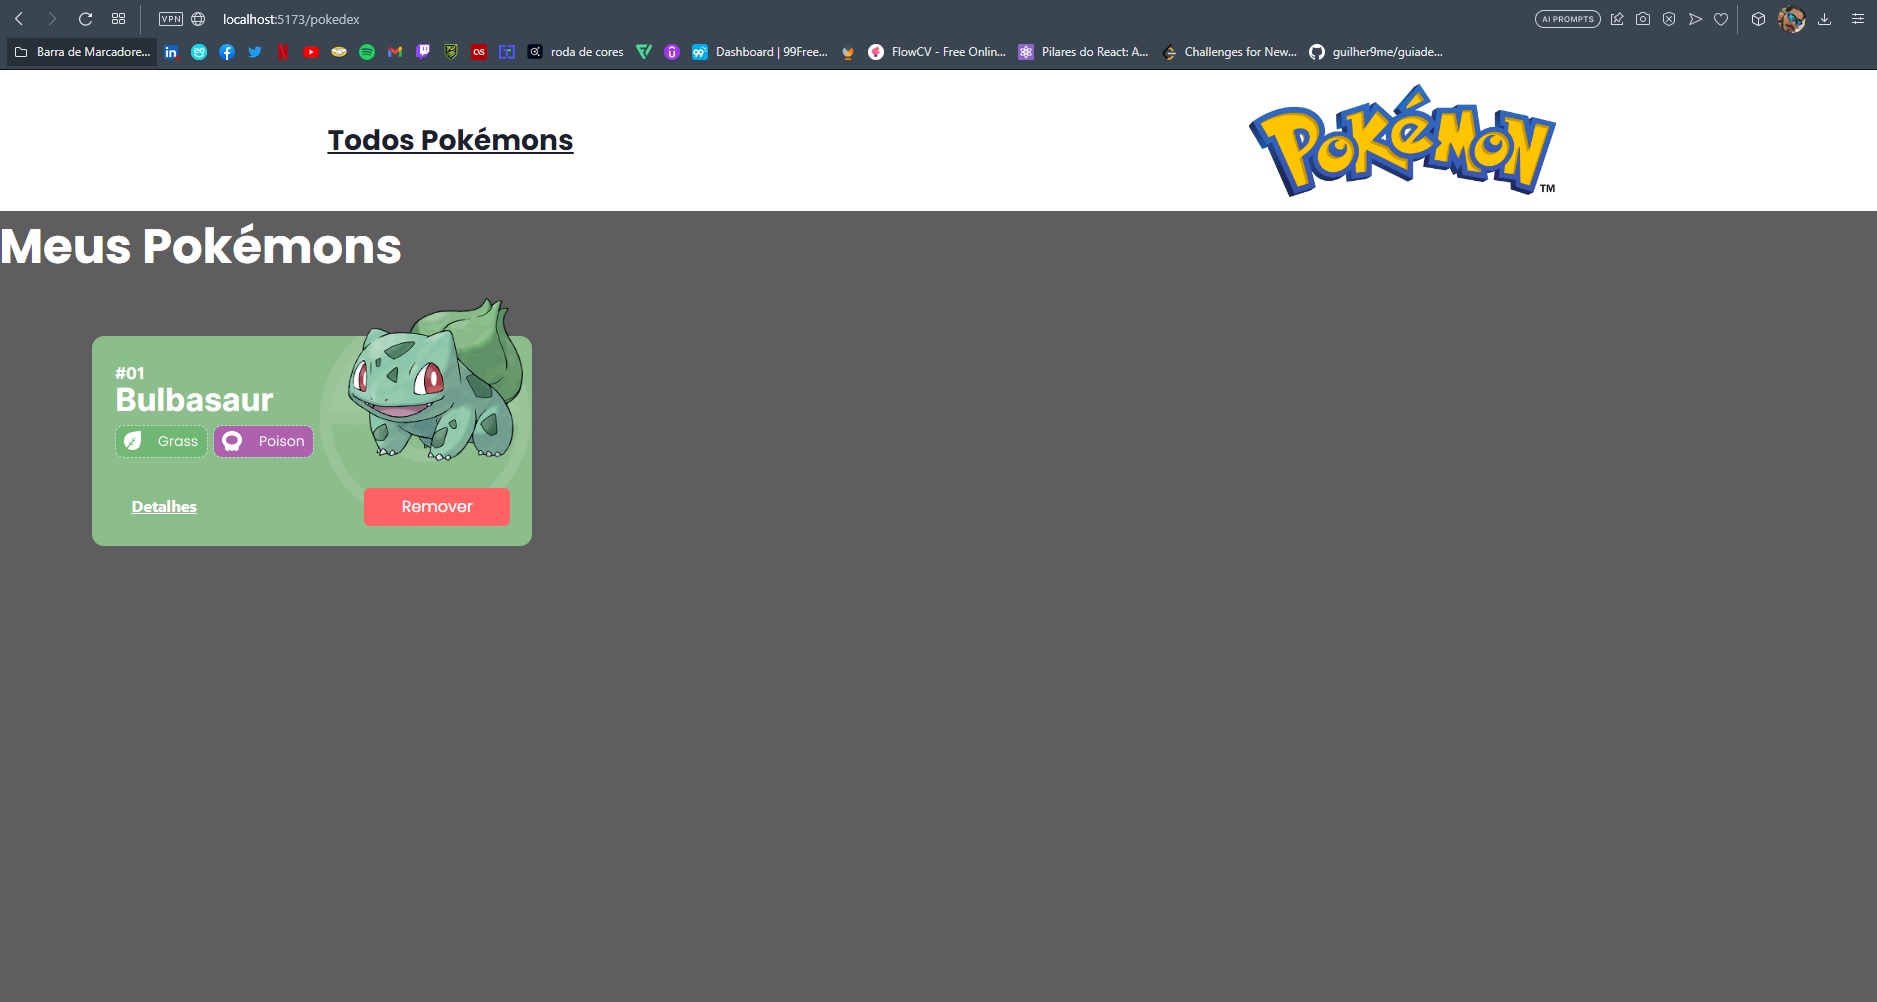 VPN localhost:5173/pokedex AI PROMPTS
Barra de Marcadore... roda de cores Dashboard | 99Free... FlowCV - Free Onlin... Pilares do React: A... Challenges for New... guilher9me/guiade...
Todos Pokémons
POKéMON TM
Meus Pokémons
#01
Bulbasaur
Grass Poison
Detalhes Remover